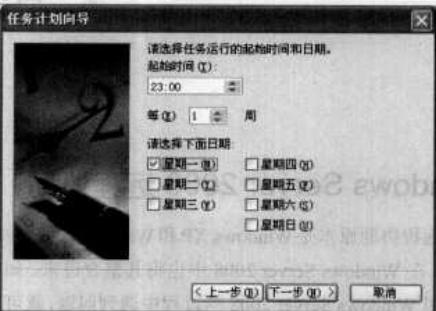 任务计划向导
请选择任务运行的起始时间和日期。
起始时间(T):
23:00
每(E) 1 周
请选择下面日期:
星期一(M) 星期四(H)
星期二(T) 星期五(F)
星期三(Y) 星期六(S)
星期日(U)
<上一步(B) 下一步(N)> 取消